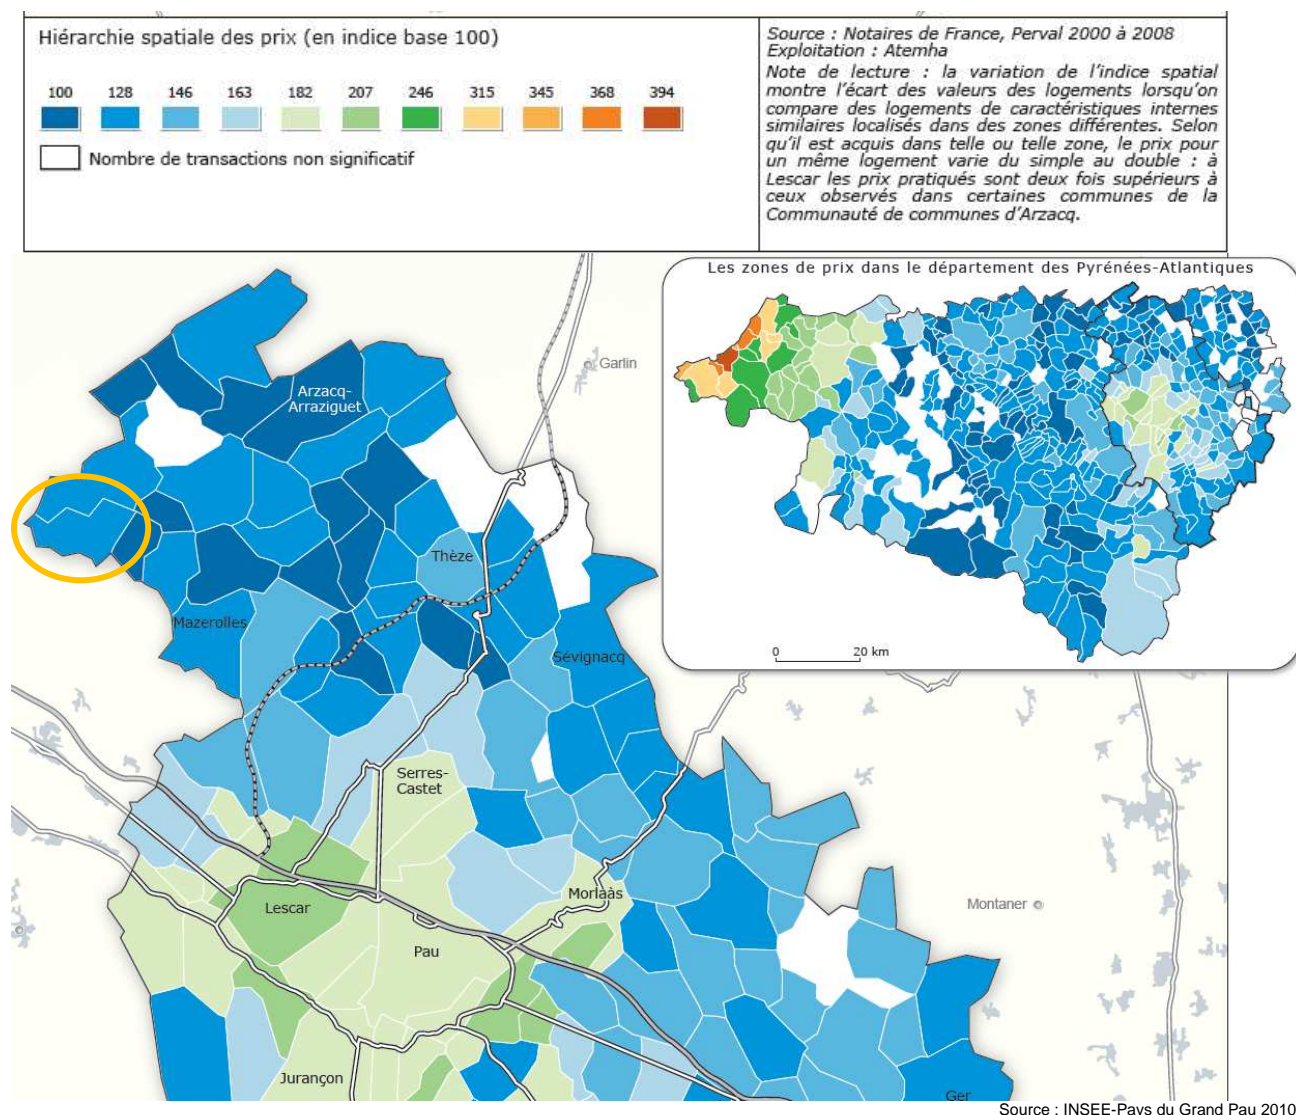 Hiérarchie spatiale des prix (en indice base 100)
100 128 146 163 182 207 246 315 345 368 394
Nombre de transactions non significatif
Source : Notaires de France, Perval 2000 à 2008
Exploitation : Atemha
Note de lecture : la variation de l'indice spatial
montre l'écart des valeurs des logements lorsqu'on
compare des logements de caractéristiques internes
similaires localisés dans des zones différentes. Selon
qu'il est acquis dans telle ou telle zone, le prix pour
un même logement varie du simple au double : à
Lescar les prix pratiqués sont deux fois supérieurs à
ceux observés dans certaines communes de la
Communauté de communes d'Arzacq.
Les zones de prix dans le département des Pyrénées-Atlantiques
0 20 km
Garlin
Arzacq-
Arraziguet
Thèze
Mazerolles
Sévignacq
Serres-
Castet
Morlaàs
Lescar
Montaner
Pau
Jurançon
Ger
Source : INSEE-Pays du Grand Pau 2010